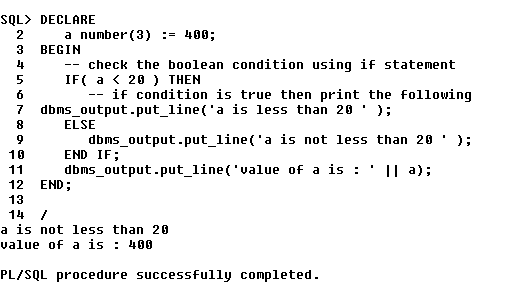 SQL> DECLARE
2 a number(3) := 400;
3 BEGIN
4 -- check the boolean condition using if statement
5 IF( a < 20 ) THEN
6 -- if condition is true then print the following
7 dbms_output.put_line('a is less than 20 ' );
8 ELSE
9 dbms_output.put_line('a is not less than 20 ' );
10 END IF;
11 dbms_output.put_line('value of a is : ' || a);
12 END;
13
14 /
a is not less than 20
value of a is : 400
PL/SQL procedure successfully completed.